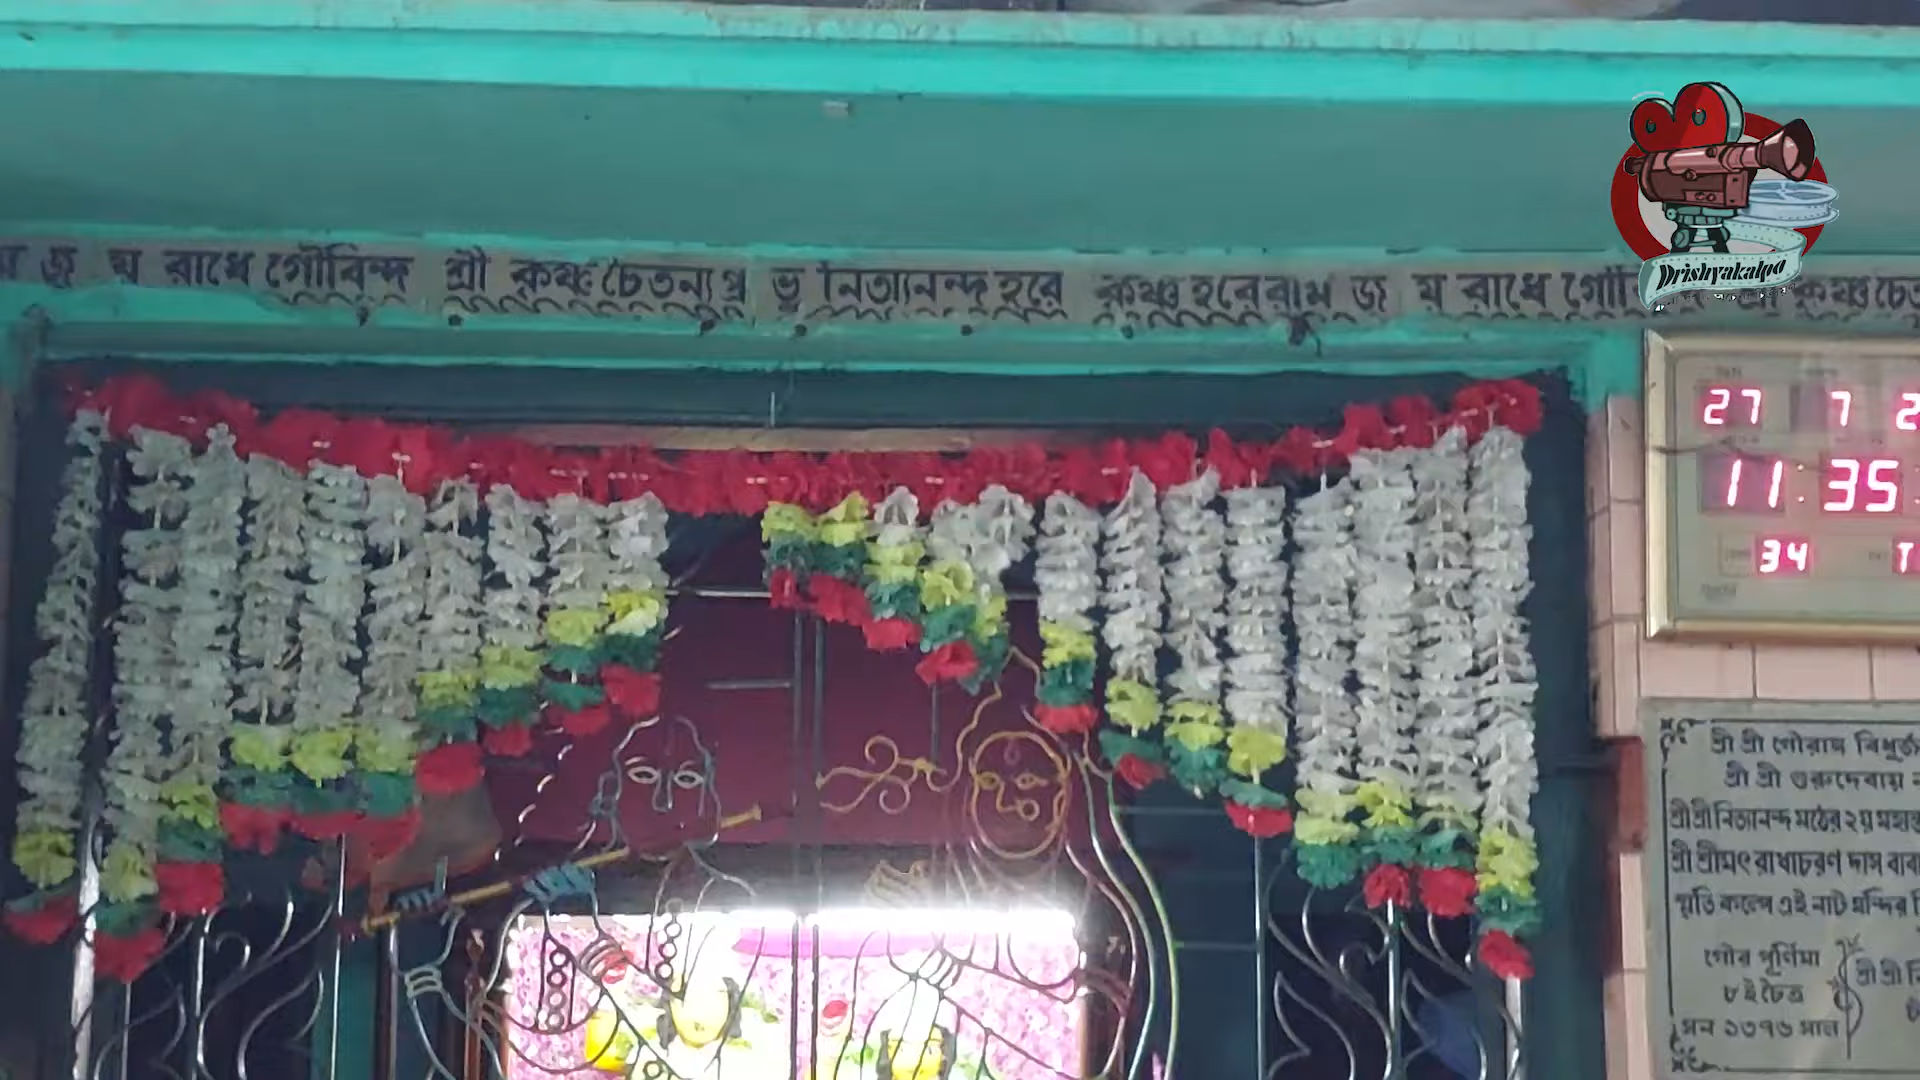 জ য় রাধে গৌবিন্দ শ্রী কৃষ্ণ চৈতন্য প্র ভু নিত্যানন্দ হরে কৃষ্ণ হরে রাম জ য় রাধে কৃষ্ণ
Drishyakalpa
27 7
11:35
34
শ্রী শ্রী গৌরাঙ্গ
শ্রী শ্রী গুরুদেবায়
শ্রী শ্রী নিত্যানন্দ মঠের ২য়
শ্রী শ্রীমৎ রাধাচরণ দাস
স্মৃতি কল্পে এই নাট মন্দির
গৌর পূর্ণিমা
৮ই চৈত্র
সন ১৩৭৬ সাল
শ্রী শ্রী